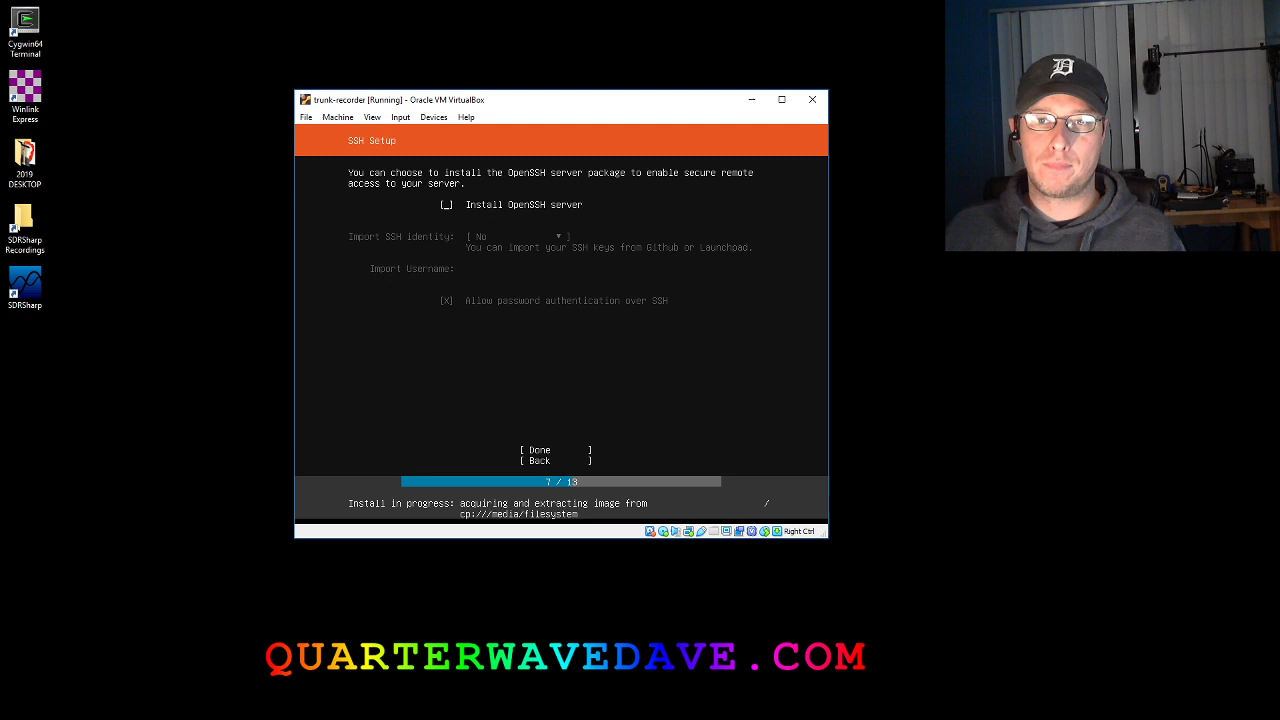 Cygwin64
Terminal
Winlink
Express
2019
DESKTOP
SDRSharp
Recordings
SDRSharp
trunk-recorder [Running] - Oracle VM VirtualBox
File Machine View Input Devices Help
SSH Setup
You can choose to install the OpenSSH server package to enable secure remote
access to your server.
[_] Install OpenSSH server
Import SSH identity: [ No ▾ ]
You can import your SSH keys from Github or Launchpad.
Import Username:
[X] Allow password authentication over SSH
[ Done ]
[ Back ]
7 / 13
Install in progress: acquiring and extracting image from /
cp:///media/filesystem
Right Ctrl
D
QUARTERWAVEDAVE.COM